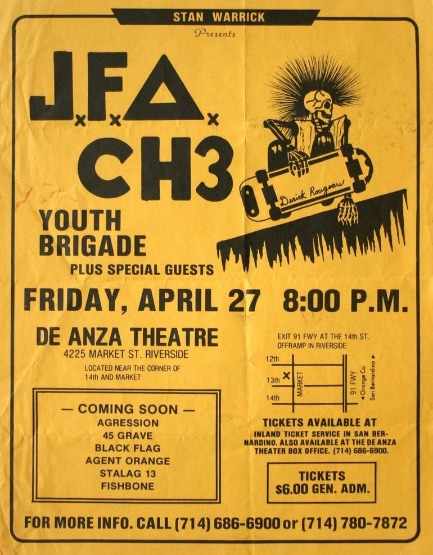 STAN WARRICK
Presents
J.F.A.
x x x
CH3
YOUTH
BRIGADE
PLUS SPECIAL GUESTS
Derick Rougeau
FRIDAY, APRIL 27 8:00 P.M.
DE ANZA THEATRE
4225 MARKET ST. RIVERSIDE
LOCATED NEAR THE CORNER OF
14th AND MARKET
EXIT 91 FWY AT THE 14th ST.
OFFRAMP IN RIVERSIDE
12th
13th
14th
X
MARKET
91 FWY
Orange Co.
San Bernardino
— COMING SOON —
AGRESSION
45 GRAVE
BLACK FLAG
AGENT ORANGE
STALAG 13
FISHBONE
TICKETS AVAILABLE AT
INLAND TICKET SERVICE IN SAN BER-
NARDINO. ALSO AVAILABLE AT THE DE ANZA
THEATER BOX OFFICE. (714) 686-6900.
TICKETS
$6.00 GEN. ADM.
FOR MORE INFO. CALL (714) 686-6900 or (714) 780-7872